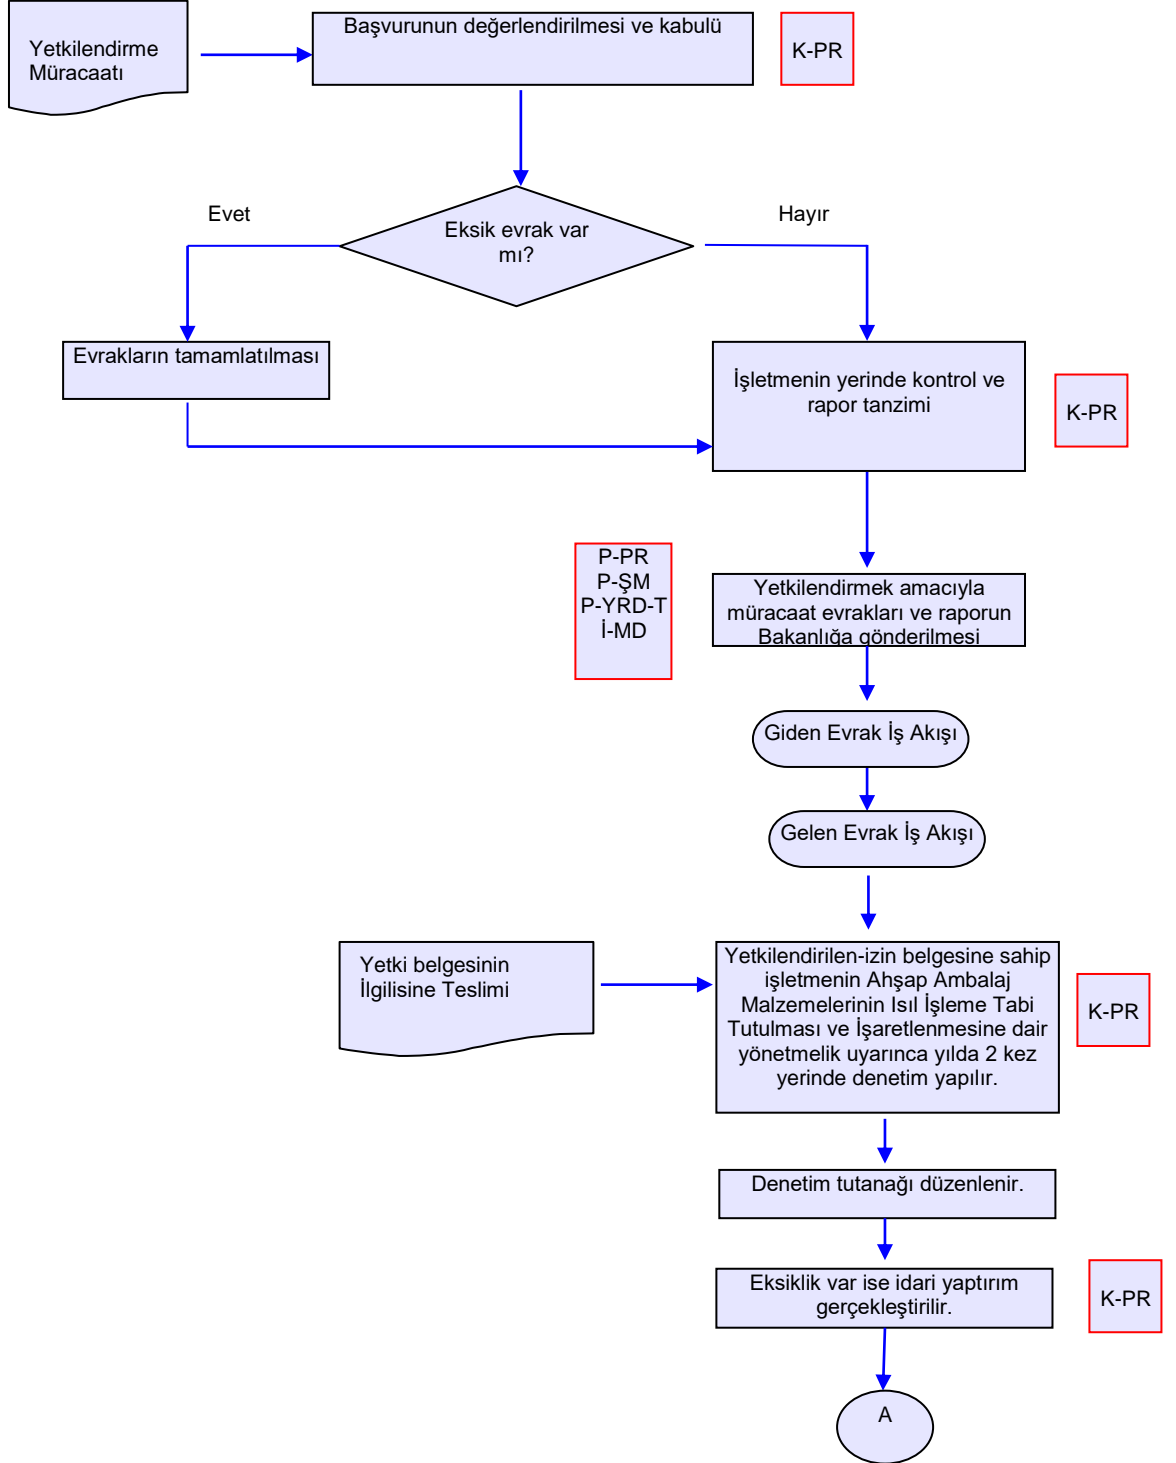 Yetkilendirme
Müracaatı
Başvurunun değerlendirilmesi ve kabulü
K-PR
Evet
Eksik evrak var
mı?
Hayır
Evrakların tamamlatılması
İşletmenin yerinde kontrol ve
rapor tanzimi
K-PR
P-PR
P-ŞM
P-YRD-T
İ-MD
Yetkilendirmek amacıyla
müracaat evrakları ve raporun
Bakanlığa gönderilmesi
Giden Evrak İş Akışı
Gelen Evrak İş Akışı
Yetki belgesinin
İlgilisine Teslimi
Yetkilendirilen-izin belgesine sahip
işletmenin Ahşap Ambalaj
Malzemelerinin Isıl İşleme Tabi
Tutulması ve İşaretlenmesine dair
yönetmelik uyarınca yılda 2 kez
yerinde denetim yapılır.
K-PR
Denetim tutanağı düzenlenir.
Eksiklik var ise idari yaptırım
gerçekleştirilir.
K-PR
A